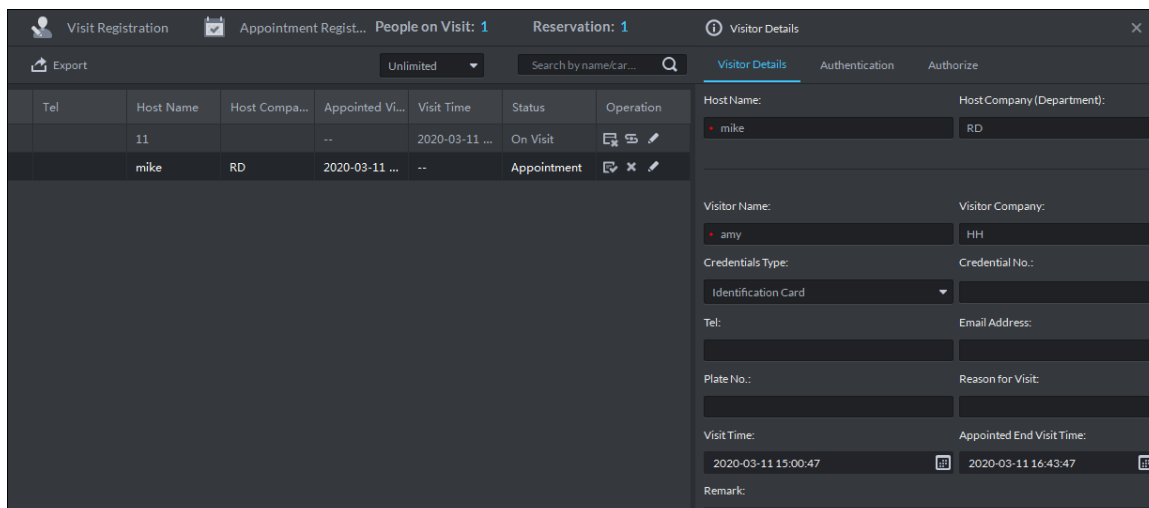 Visit Registration Appointment Regist... People on Visit: 1 Reservation: 1
Export Unlimited Search by name/car...
Tel Host Name Host Compa... Appointed Vi... Visit Time Status Operation
11 -- 2020-03-11 ... On Visit
mike RD 2020-03-11 ... -- Appointment
Visitor Details
Visitor Details Authentication Authorize
Host Name: Host Company (Department):
mike RD
Visitor Name: Visitor Company:
amy HH
Credentials Type: Credential No.:
Identification Card
Tel: Email Address:
Plate No.: Reason for Visit:
Visit Time: Appointed End Visit Time:
2020-03-11 15:00:47 2020-03-11 16:43:47
Remark: